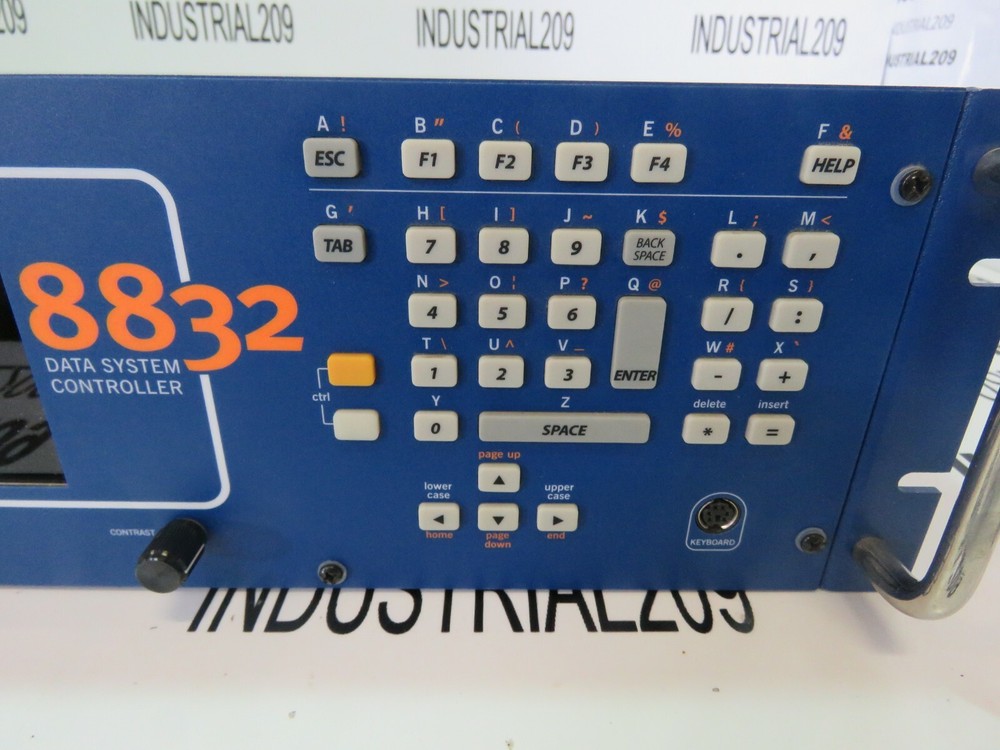 INDUSTRIAL209 INDUSTRIAL209 INDUSTRIAL209
INDUSTRIAL209
A ! B " C ( D ) E % F &
ESC F1 F2 F3 F4 HELP
G ' H [ I ] J ~ K $ L ; M <
TAB 7 8 9 BACK SPACE . ,
N > O ¦ P ? Q @ R { S }
4 5 6 / :
T \ U ^ V _ W # X `
1 2 3 ENTER - +
8832
DATA SYSTEM
CONTROLLER
ctrl
Y Z delete insert
0 SPACE * =
page up
▲
lower case upper case
◄ ▼ ►
home page down end
CONTRAST
KEYBOARD
INDUSTRIAL209